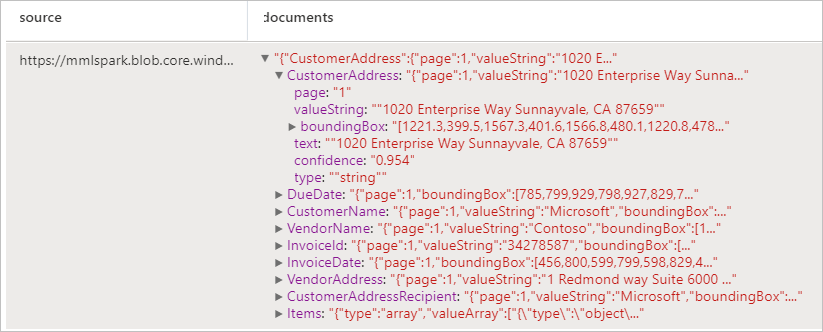 source documents
https://mmlspark.blob.core.wind... ▼ "{"CustomerAddress":{"page":1,"valueString":"1020 E..."
▼ CustomerAddress: "{"page":1,"valueString":"1020 Enterprise Way Sunna..."
page: "1"
valueString: ""1020 Enterprise Way Sunnayvale, CA 87659""
▶ boundingBox: "[1221.3,399.5,1567.3,401.6,1566.8,480.1,1220.8,478..."
text: ""1020 Enterprise Way Sunnayvale, CA 87659""
confidence: "0.954"
type: ""string""
▶ DueDate: "{"page":1,"boundingBox":[785,799,929,798,927,829,7..."
▶ CustomerName: "{"page":1,"valueString":"Microsoft","boundingBox":..."
▶ VendorName: "{"page":1,"valueString":"Contoso","boundingBox":[1..."
▶ InvoiceId: "{"page":1,"valueString":"34278587","boundingBox":[..."
▶ InvoiceDate: "{"page":1,"boundingBox":[456,800,599,799,598,829,4..."
▶ VendorAddress: "{"page":1,"valueString":"1 Redmond way Suite 6000 ..."
▶ CustomerAddressRecipient: "{"page":1,"valueString":"Microsoft","boundingBox"..."
▶ Items: "{"type":"array","valueArray":["{\"type\":\"object\..."